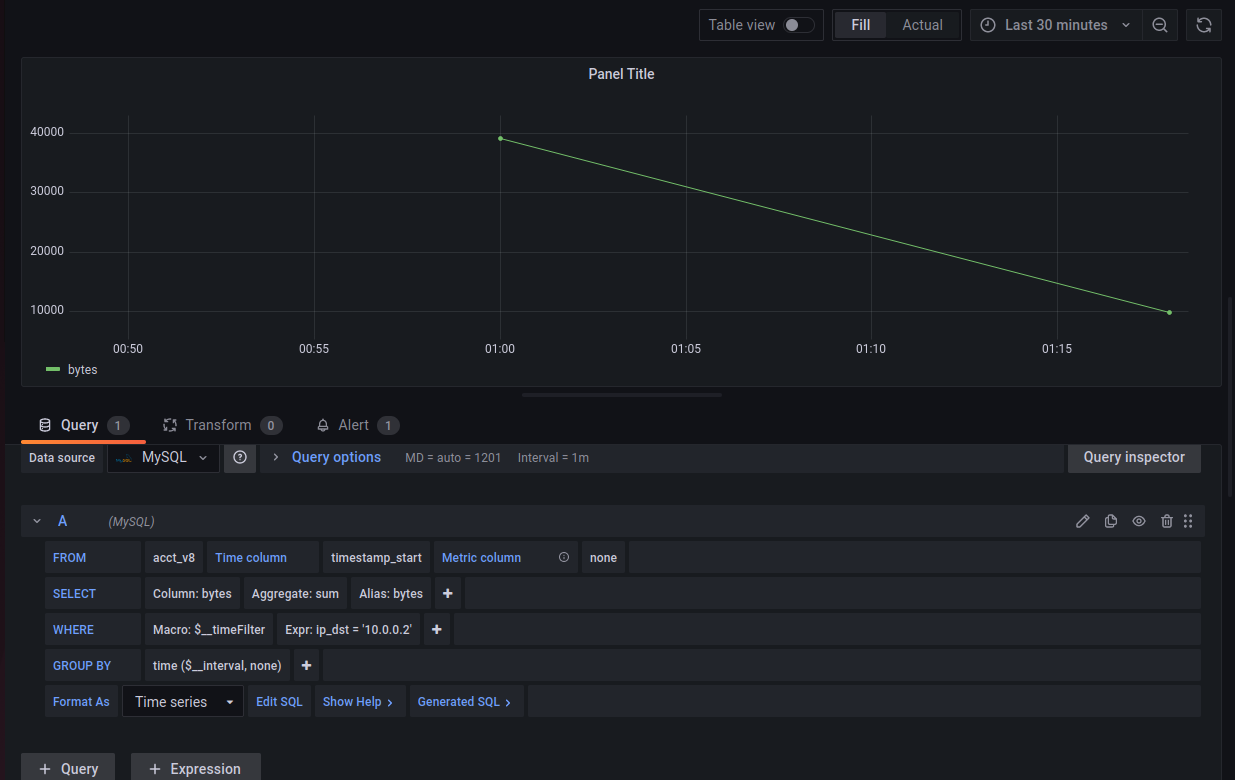 Table view Fill Actual Last 30 minutes
Panel Title
40000
30000
20000
10000
00:50 00:55 01:00 01:05 01:10 01:15
bytes
Query 1 Transform 0 Alert 1
Data source MySQL Query options MD = auto = 1201 Interval = 1m Query inspector
A (MySQL)
FROM acct_v8 Time column timestamp_start Metric column none
SELECT Column: bytes Aggregate: sum Alias: bytes +
WHERE Macro: $__timeFilter Expr: ip_dst = '10.0.0.2' +
GROUP BY time ($__interval, none) +
Format As Time series Edit SQL Show Help > Generated SQL >
+ Query + Expression